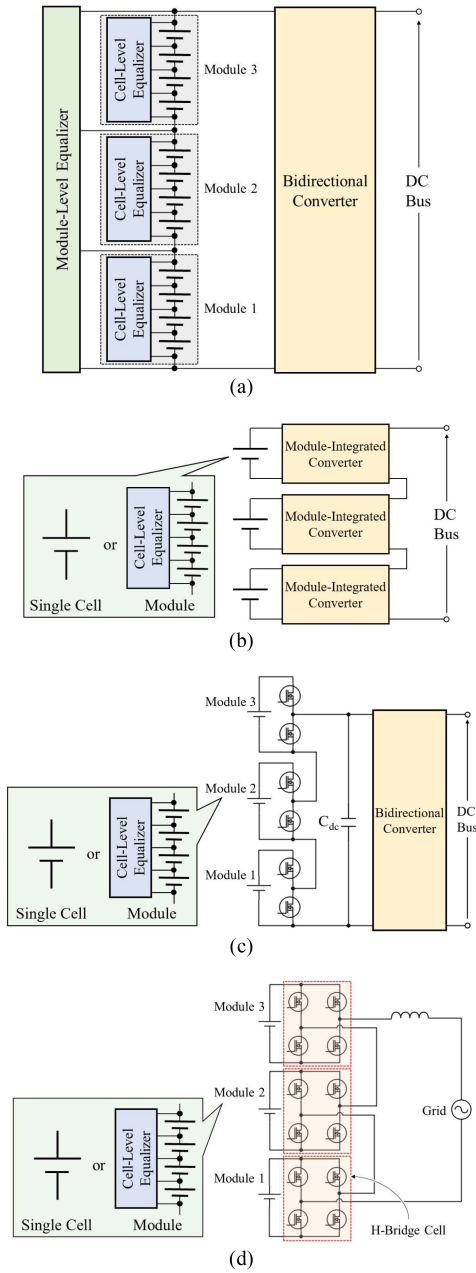 Module-Level Equalizer
Cell-Level
Equalizer
Module 3
Cell-Level
Equalizer
Module 2
Cell-Level
Equalizer
Module 1
Bidirectional
Converter
DC
Bus
(a)
Module-Integrated
Converter
Module-Integrated
Converter
Module-Integrated
Converter
DC
Bus
or
Cell-Level
Equalizer
Single Cell
Module
(b)
Module 3
Module 2
Module 1
Cdc
Bidirectional
Converter
DC
Bus
or
Cell-Level
Equalizer
Single Cell
Module
(c)
Module 3
Module 2
Module 1
Grid
H-Bridge Cell
or
Cell-Level
Equalizer
Single Cell
Module
(d)